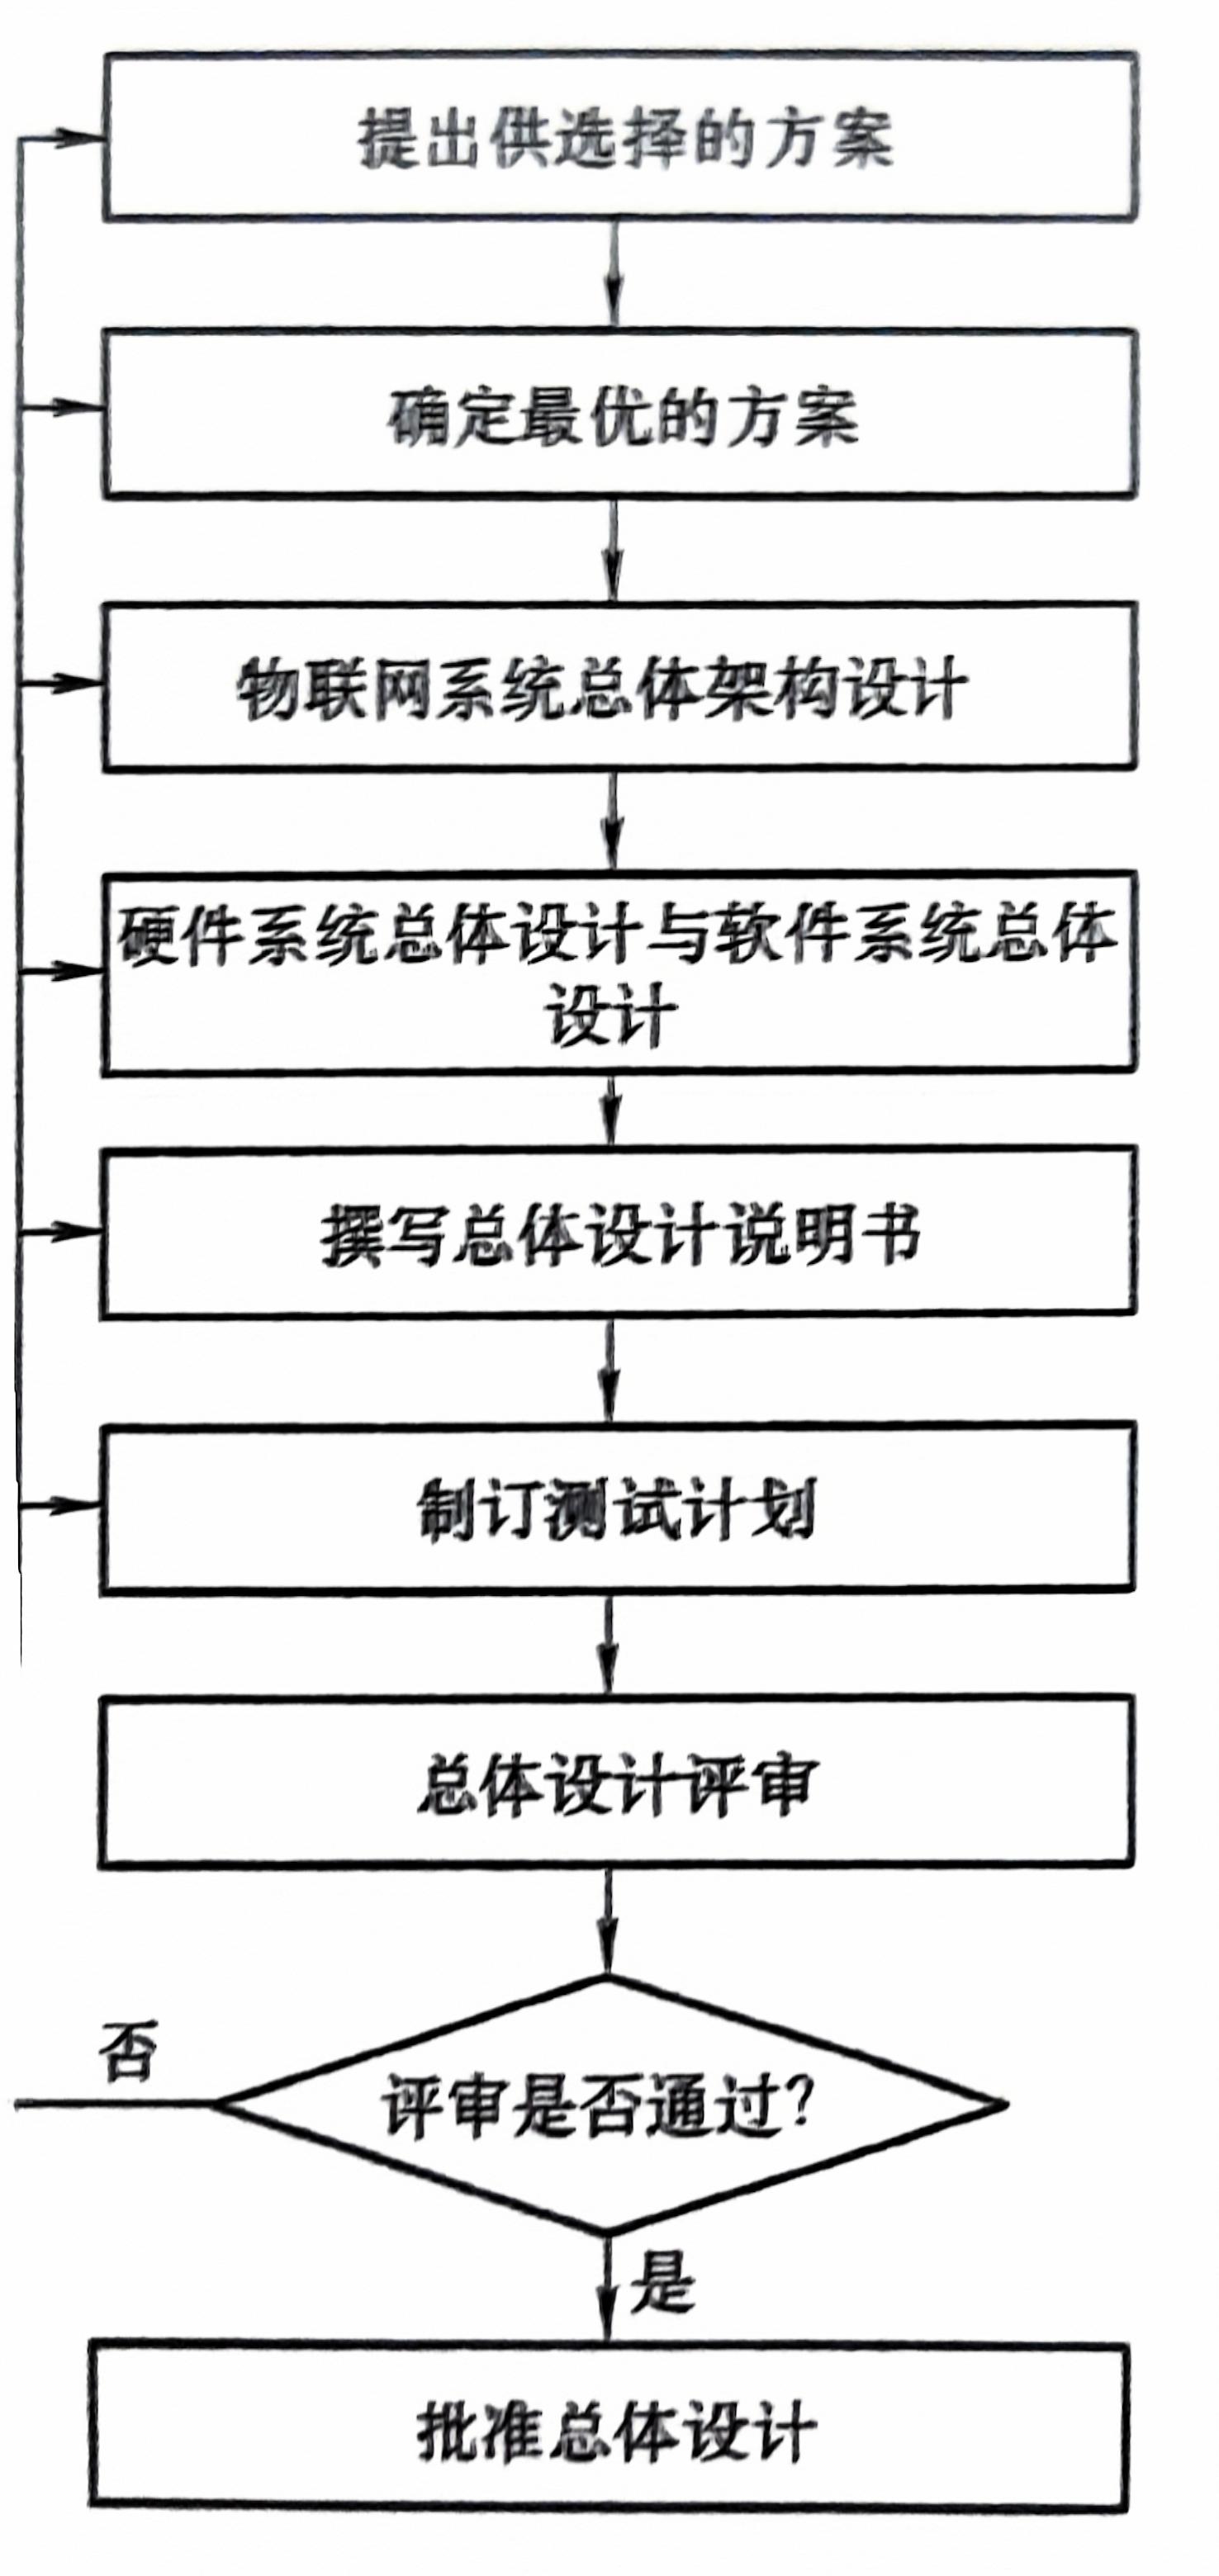 提出供选择的方案
确定最优的方案
物联网系统总体架构设计
硬件系统总体设计与软件系统总体
设计
撰写总体设计说明书
制订测试计划
总体设计评审
否
评审是否通过?
是
批准总体设计